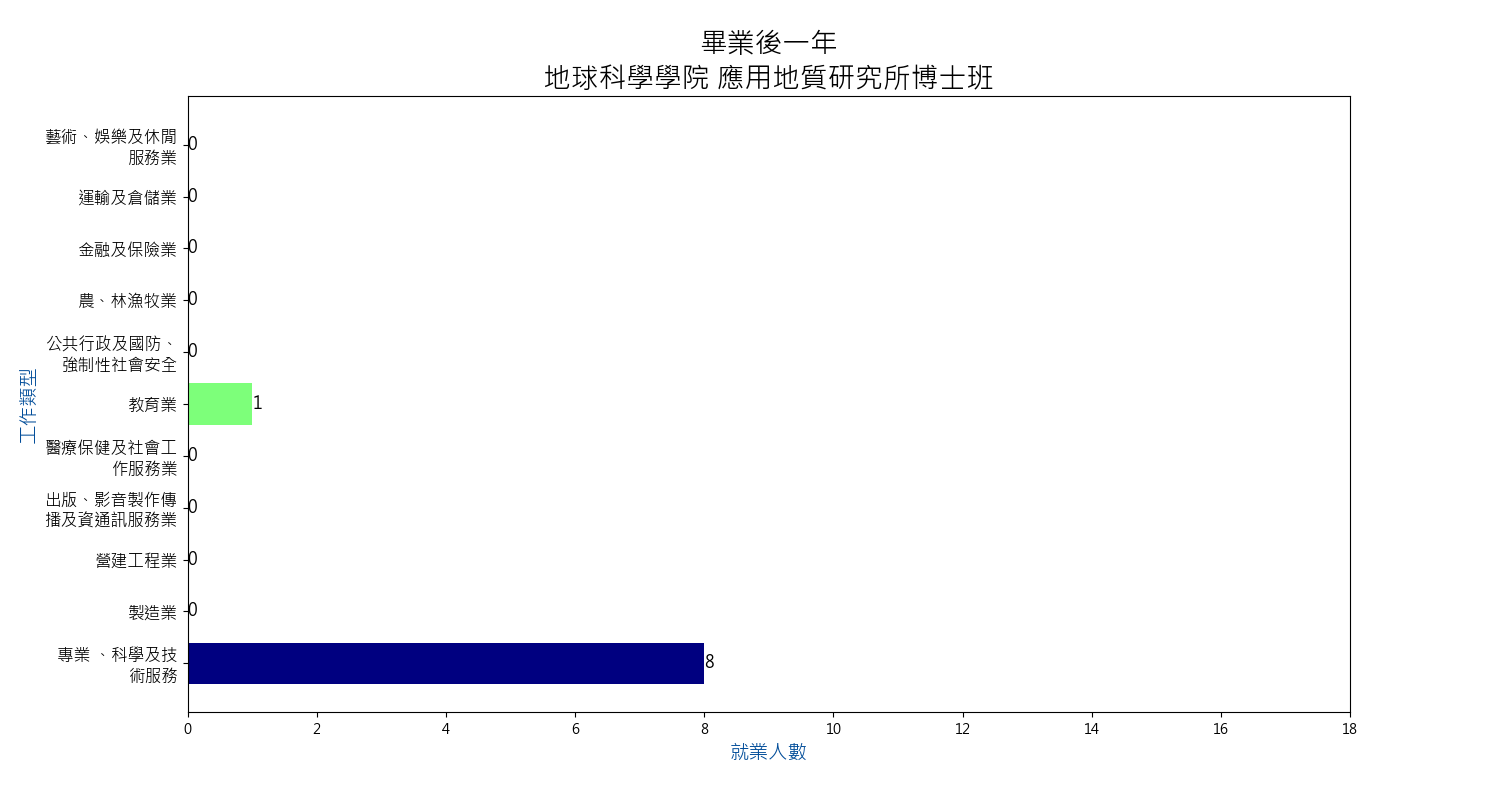 畢業後一年
地球科學學院 應用地質研究所博士班
藝術、娛樂及休閒
服務業
0
運輸及倉儲業
0
金融及保險業
0
農、林漁牧業
0
公共行政及國防、
強制性社會安全
0
教育業
1
醫療保健及社會工
作服務業
0
出版、影音製作傳
播及資通訊服務業
0
營建工程業
0
製造業
0
專業 、科學及技
術服務
8
工作類型
0 2 4 6 8 10 12 14 16 18
就業人數